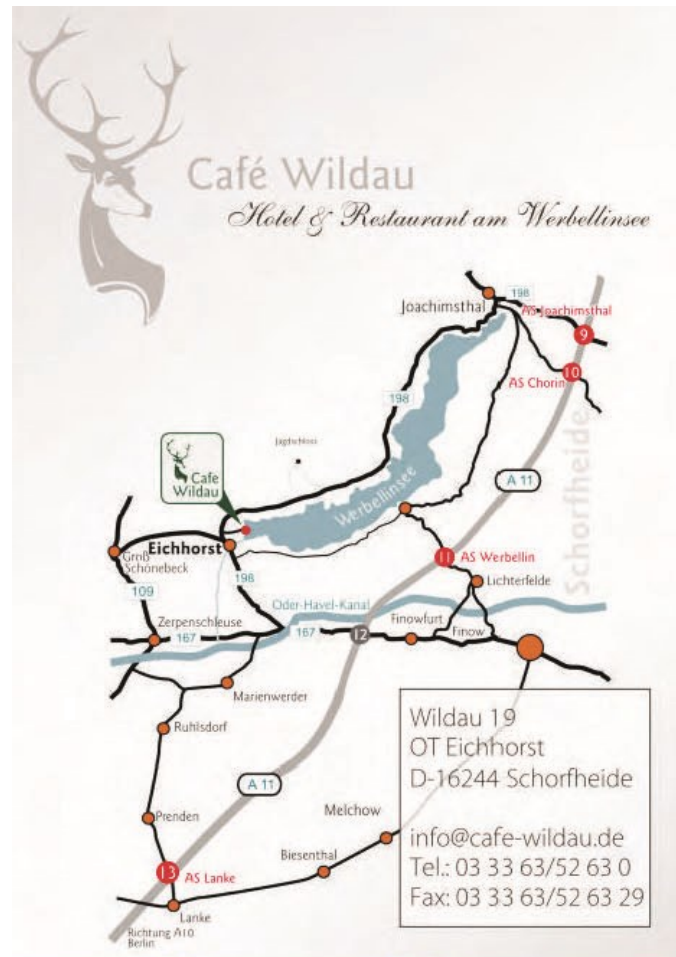 Café Wildau
Hotel & Restaurant am Werbellinsee
198
Joachimsthal
AS Joachimsthal
9
10
AS Chorin
198
Jagdschloss
Cafe
Wildau
A 11
Werbellinsee
Schorfheide
Eichhorst
Groß
Schönebeck
11
AS Werbellin
198
Lichterfelde
109
Oder-Havel-Kanal
Zerpenschleuse
Finowfurt
167
167
12
Finow
Marienwerder
Ruhlsdorf
Wildau 19
OT Eichhorst
D-16244 Schorfheide
A 11
Prenden
Melchow
info@cafe-wildau.de
Biesenthal
Tel.: 03 33 63/52 63 0
13
AS Lanke
Fax: 03 33 63/52 63 29
Lanke
Richtung A10
Berlin